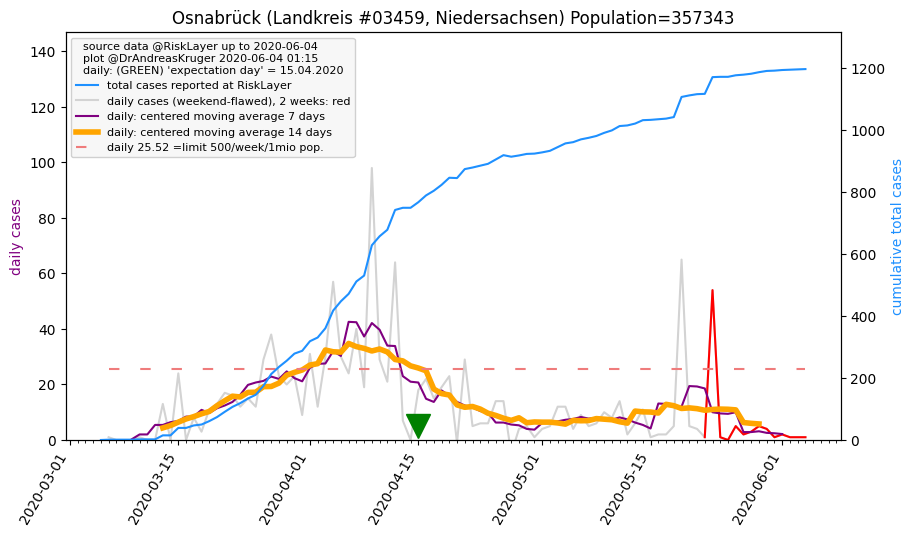 Osnabrück (Landkreis #03459, Niedersachsen) Population=357343
source data @RiskLayer up to 2020-06-04
plot @DrAndreasKruger 2020-06-04 01:15
daily: (GREEN) 'expectation day' = 15.04.2020
total cases reported at RiskLayer
daily cases (weekend-flawed), 2 weeks: red
daily: centered moving average 7 days
daily: centered moving average 14 days
daily 25.52 =limit 500/week/1mio pop.
daily cases
140
120
100
80
60
40
20
0
cumulative total cases
1200
1000
800
600
400
200
0
2020-03-01
2020-03-15
2020-04-01
2020-04-15
2020-05-01
2020-05-15
2020-06-01